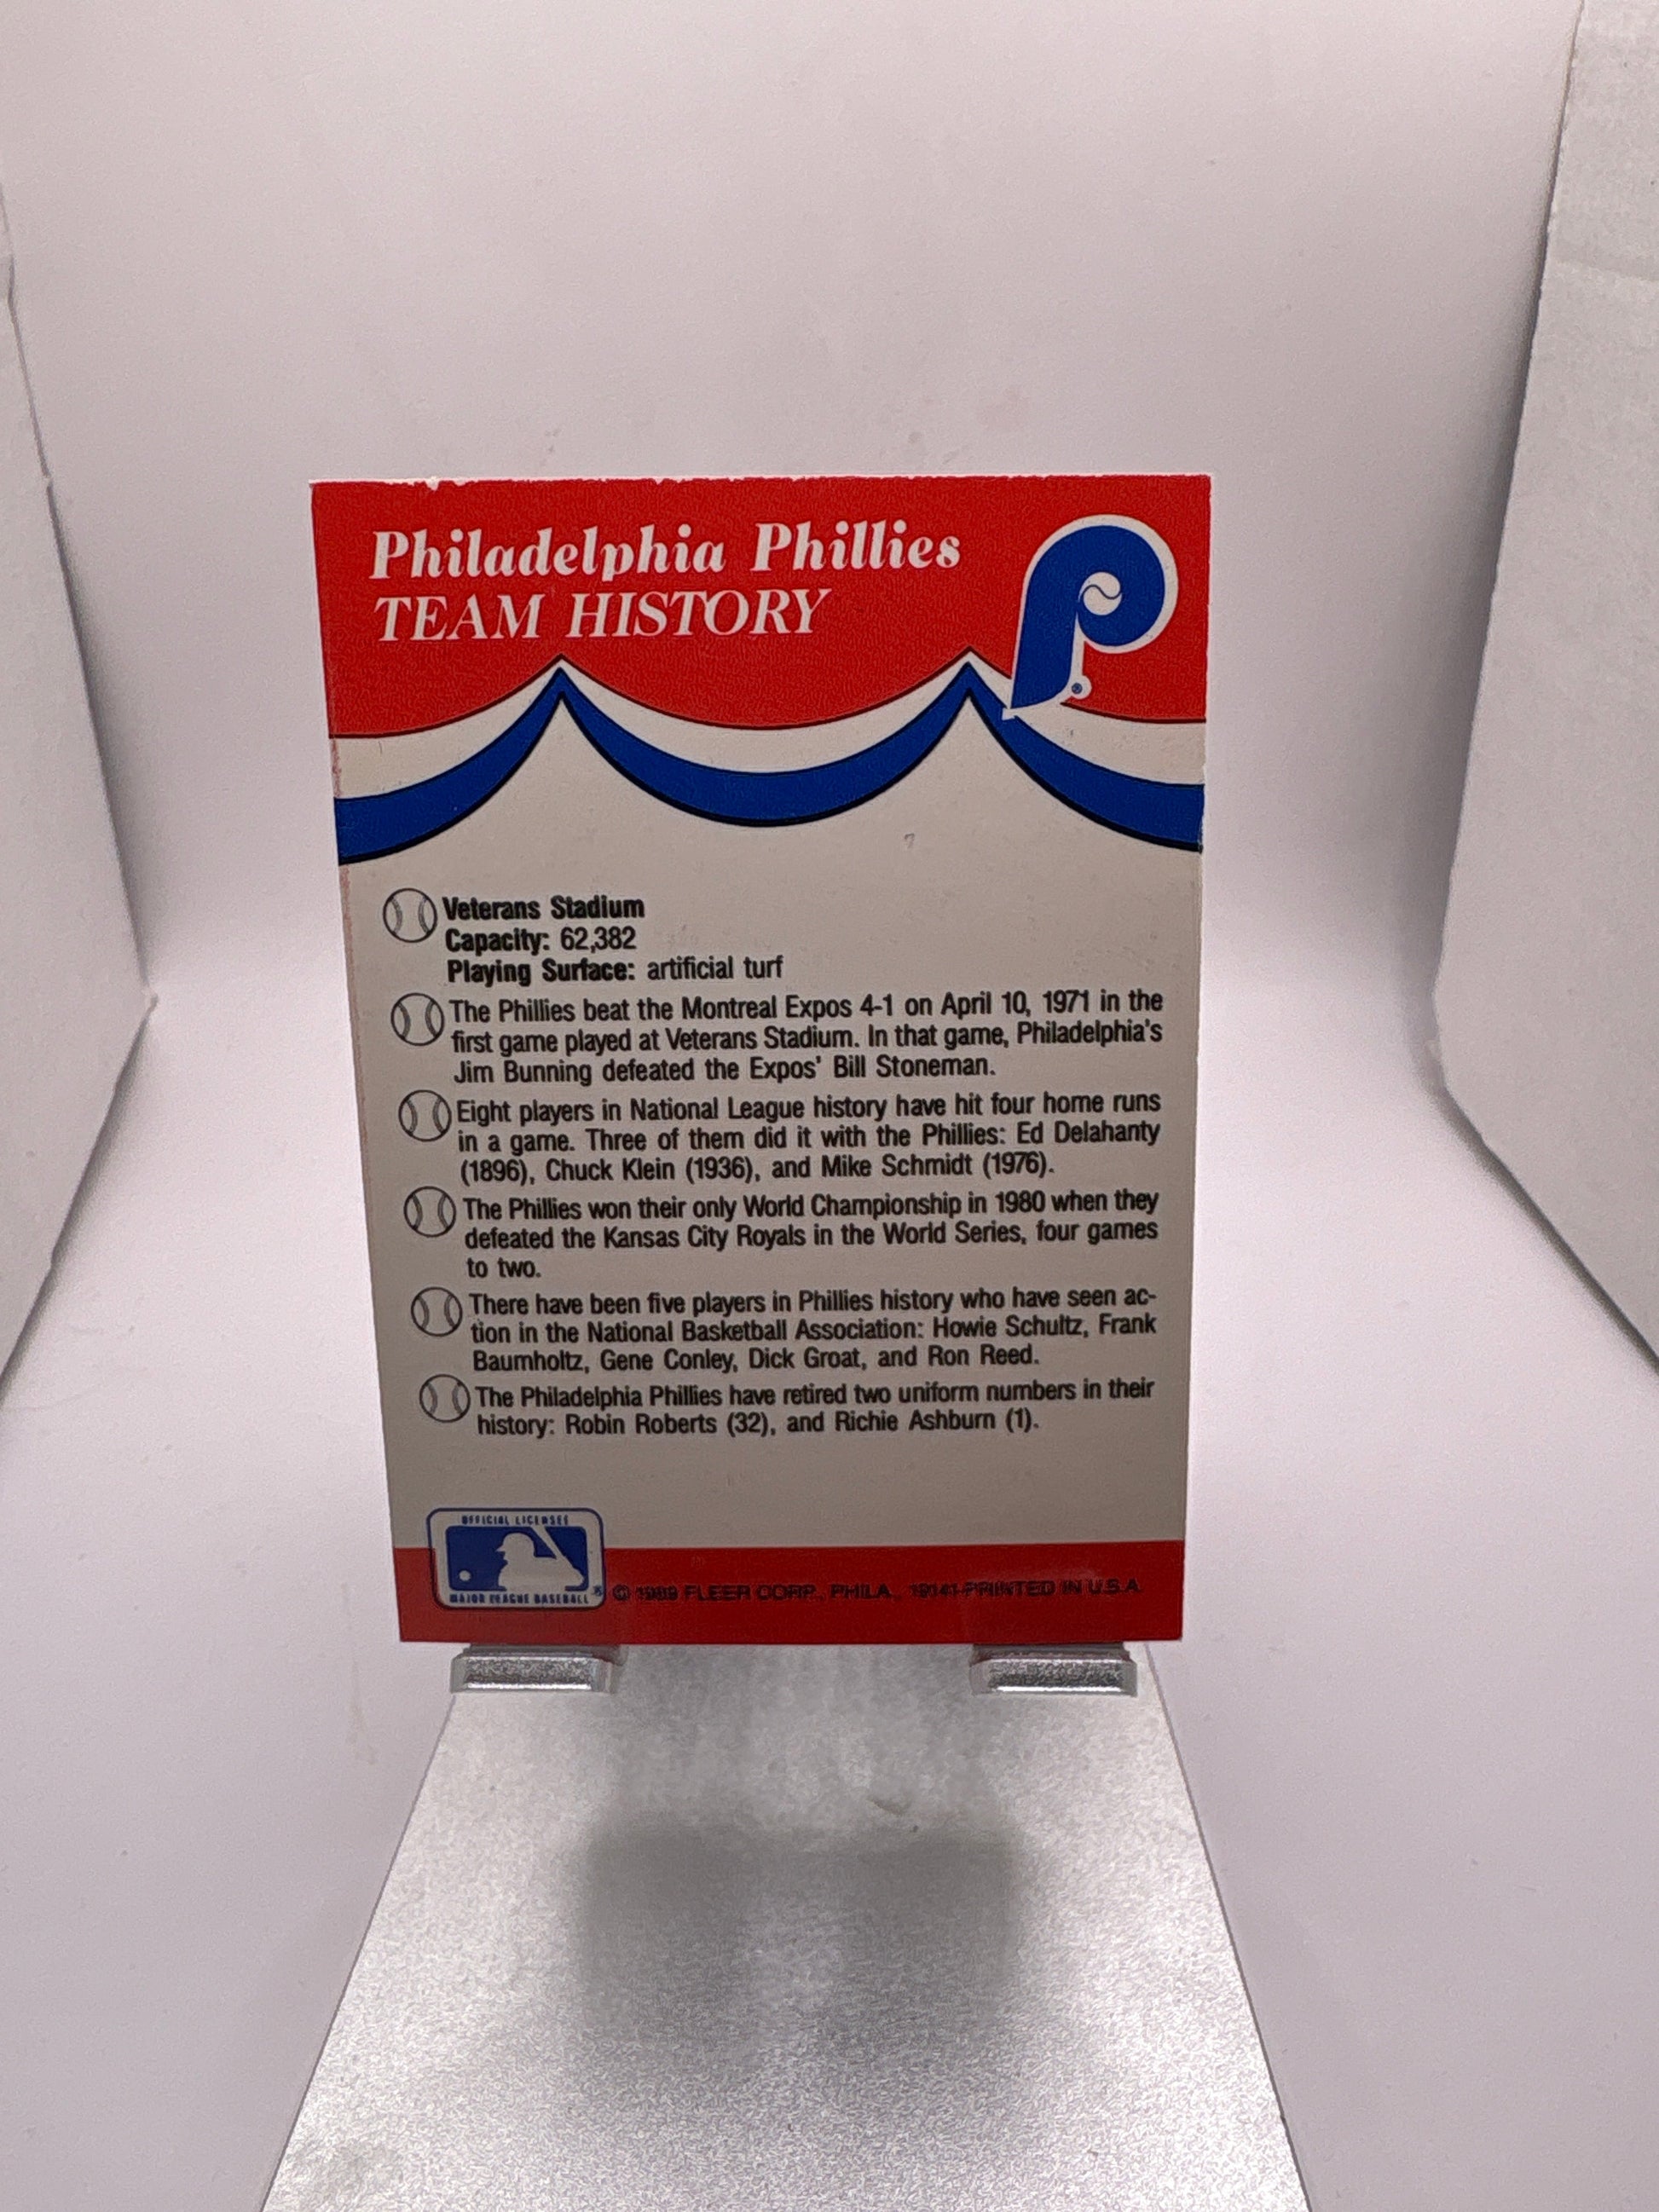 Philadelphia Phillies
TEAM HISTORY
Veterans Stadium
Capacity: 62,382
Playing Surface: artificial turf
The Phillies beat the Montreal Expos 4-1 on April 10, 1971 in the
first game played at Veterans Stadium. In that game, Philadelphia's
Jim Bunning defeated the Expos' Bill Stoneman.
Eight players in National League history have hit four home runs
in a game. Three of them did it with the Phillies: Ed Delahanty
(1896), Chuck Klein (1936), and Mike Schmidt (1976).
The Phillies won their only World Championship in 1980 when they
defeated the Kansas City Royals in the World Series, four games
to two.
There have been five players in Phillies history who have seen ac-
tion in the National Basketball Association: Howie Schultz, Frank
Baumholtz, Gene Conley, Dick Groat, and Ron Reed.
The Philadelphia Phillies have retired two uniform numbers in their
history: Robin Roberts (32), and Richie Ashburn (1).
OFFICIAL LICENSEE
MAJOR LEAGUE BASEBALL ®
© 1989 FLEER CORP., PHILA., 19141-PRINTED IN U.S.A.